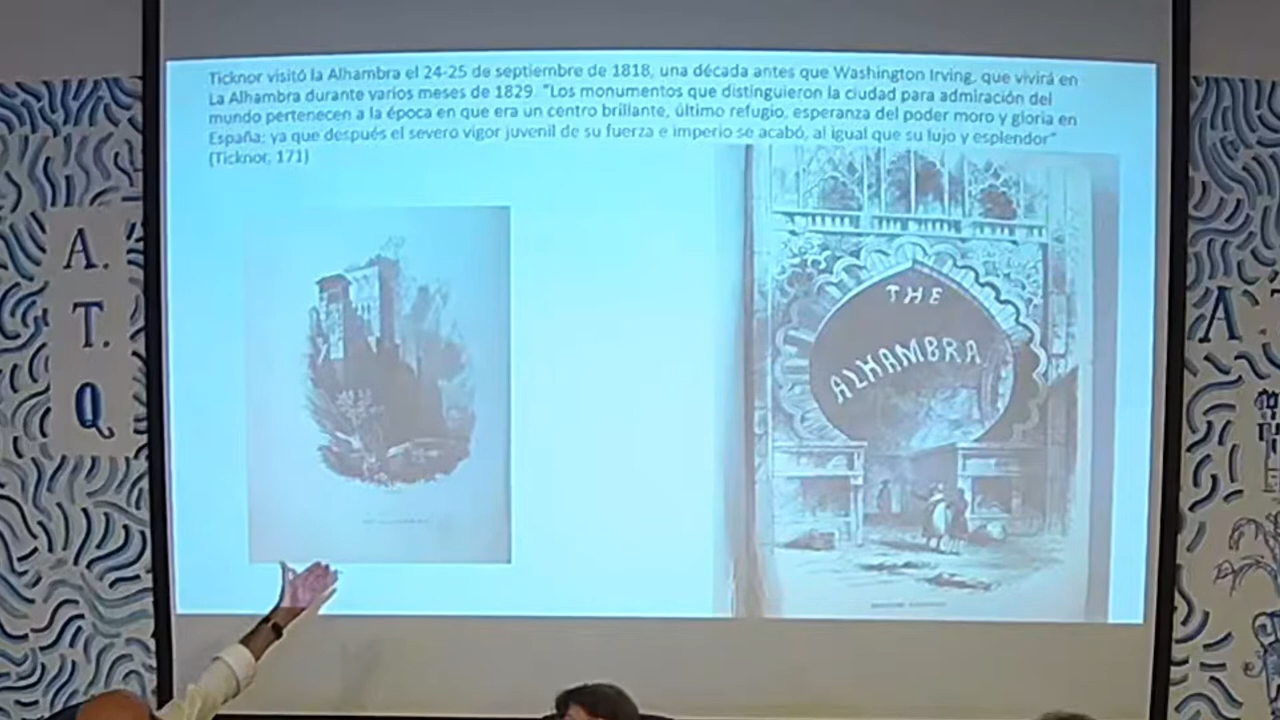 Ticknor visitó la Alhambra el 24-25 de septiembre de 1818, una década antes que Washington Irving, que vivirá en
La Alhambra durante varios meses de 1829. "Los monumentos que distinguieron la ciudad para admiración del
mundo pertenecen a la época en que era un centro brillante, último refugio, esperanza del poder moro y gloria en
España; ya que después el severo vigor juvenil de su fuerza e imperio se acabó, al igual que su lujo y esplendor"
(Ticknor, 171)
THE
ALHAMBRA
A.
T.
Q
A.